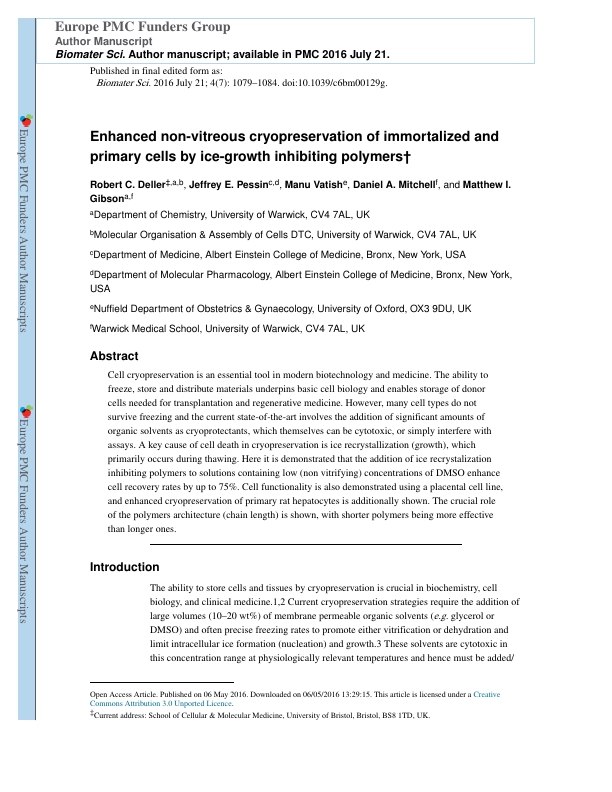 Europe PMC Funders Group
Author Manuscript
Biomater Sci. Author manuscript; available in PMC 2016 July 21.
Published in final edited form as:
Biomater Sci. 2016 July 21; 4(7): 1079–1084. doi:10.1039/c6bm00129g.
Europe PMC Funders Author Manuscripts
Europe PMC Funders Author Manuscripts
Enhanced non-vitreous cryopreservation of immortalized and
primary cells by ice-growth inhibiting polymers†
Robert C. Deller‡,a,b, Jeffrey E. Pessinc,d, Manu Vatishe, Daniel A. Mitchellf, and Matthew I.
Gibsona,f
aDepartment of Chemistry, University of Warwick, CV4 7AL, UK
bMolecular Organisation & Assembly of Cells DTC, University of Warwick, CV4 7AL, UK
cDepartment of Medicine, Albert Einstein College of Medicine, Bronx, New York, USA
dDepartment of Molecular Pharmacology, Albert Einstein College of Medicine, Bronx, New York,
USA
eNuffield Department of Obstetrics & Gynaecology, University of Oxford, OX3 9DU, UK
fWarwick Medical School, University of Warwick, CV4 7AL, UK
Abstract
Cell cryopreservation is an essential tool in modern biotechnology and medicine. The ability to
freeze, store and distribute materials underpins basic cell biology and enables storage of donor
cells needed for transplantation and regenerative medicine. However, many cell types do not
survive freezing and the current state-of-the-art involves the addition of significant amounts of
organic solvents as cryoprotectants, which themselves can be cytotoxic, or simply interfere with
assays. A key cause of cell death in cryopreservation is ice recrystallization (growth), which
primarily occurs during thawing. Here it is demonstrated that the addition of ice recrystalization
inhibiting polymers to solutions containing low (non vitrifying) concentrations of DMSO enhance
cell recovery rates by up to 75%. Cell functionality is also demonstrated using a placental cell line,
and enhanced cryopreservation of primary rat hepatocytes is additionally shown. The crucial role
of the polymers architecture (chain length) is shown, with shorter polymers being more effective
than longer ones.
Introduction
The ability to store cells and tissues by cryopreservation is crucial in biochemistry, cell
biology, and clinical medicine.1,2 Current cryopreservation strategies require the addition of
large volumes (10–20 wt%) of membrane permeable organic solvents (e.g. glycerol or
DMSO) and often precise freezing rates to promote either vitrification or dehydration and
limit intracellular ice formation (nucleation) and growth.3 These solvents are cytotoxic in
this concentration range at physiologically relevant temperatures and hence must be added/
Open Access Article. Published on 06 May 2016. Downloaded on 06/05/2016 13:29:15. This article is licensed under a Creative
Commons Attribution 3.0 Unported Licence.
‡Current address: School of Cellular & Molecular Medicine, University of Bristol, Bristol, BS8 1TD, UK.